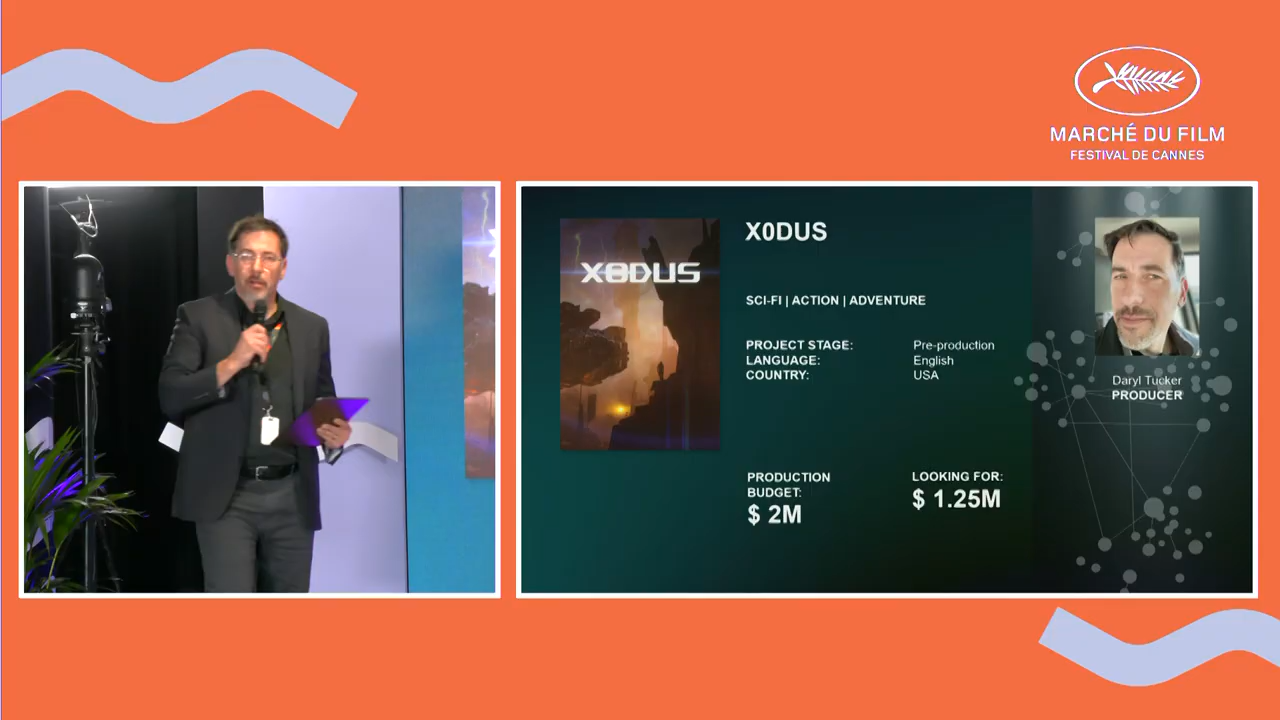 MARCHÉ DU FILM
FESTIVAL DE CANNES
X0DUS
X0DUS
SCI-FI | ACTION | ADVENTURE
PROJECT STAGE: Pre-production
LANGUAGE: English
COUNTRY: USA
Daryl Tucker
PRODUCER
PRODUCTION
BUDGET:
$ 2M
LOOKING FOR:
$ 1.25M